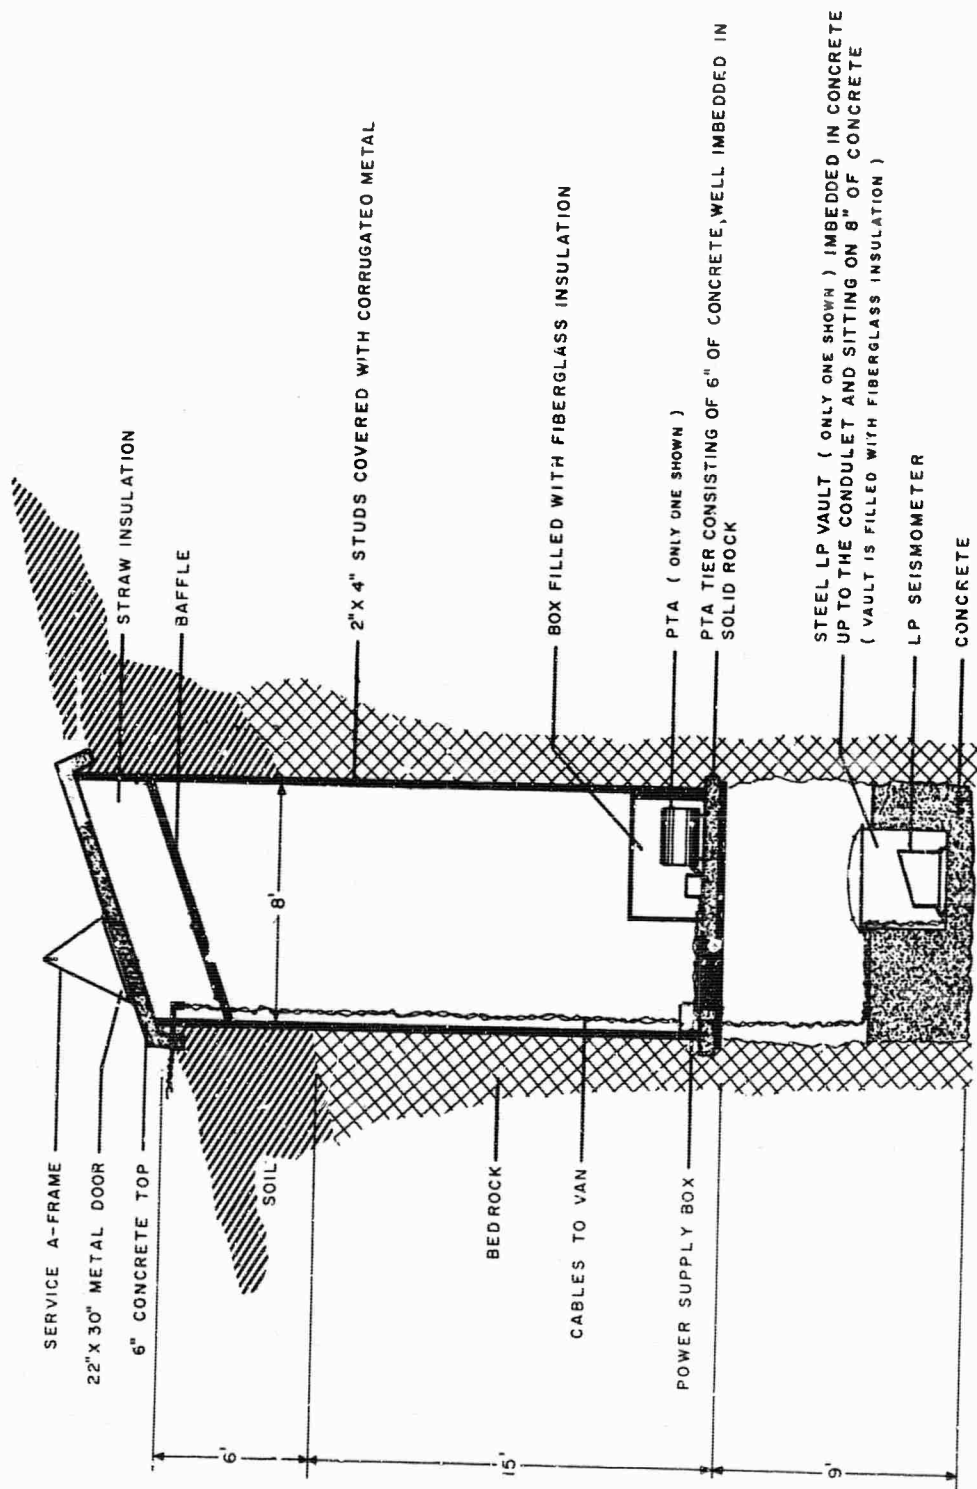 SERVICE A-FRAME
22"X 30" METAL DOOR
6" CONCRETE TOP
SOIL
BEDROCK
CABLES TO VAN
POWER SUPPLY BOX
6'
15'
9'
8'
STRAW INSULATION
BAFFLE
2"X 4" STUDS COVERED WITH CORRUGATED METAL
BOX FILLED WITH FIBERGLASS INSULATION
PTA ( ONLY ONE SHOWN )
PTA TIER CONSISTING OF 6" OF CONCRETE, WELL IMBEDDED IN
SOLID ROCK
STEEL LP VAULT ( ONLY ONE SHOWN ) IMBEDDED IN CONCRETE
UP TO THE CONDULET AND SITTING ON 8" OF CONCRETE
( VAULT IS FILLED WITH FIBERGLASS INSULATION )
LP SEISMOMETER
CONCRETE